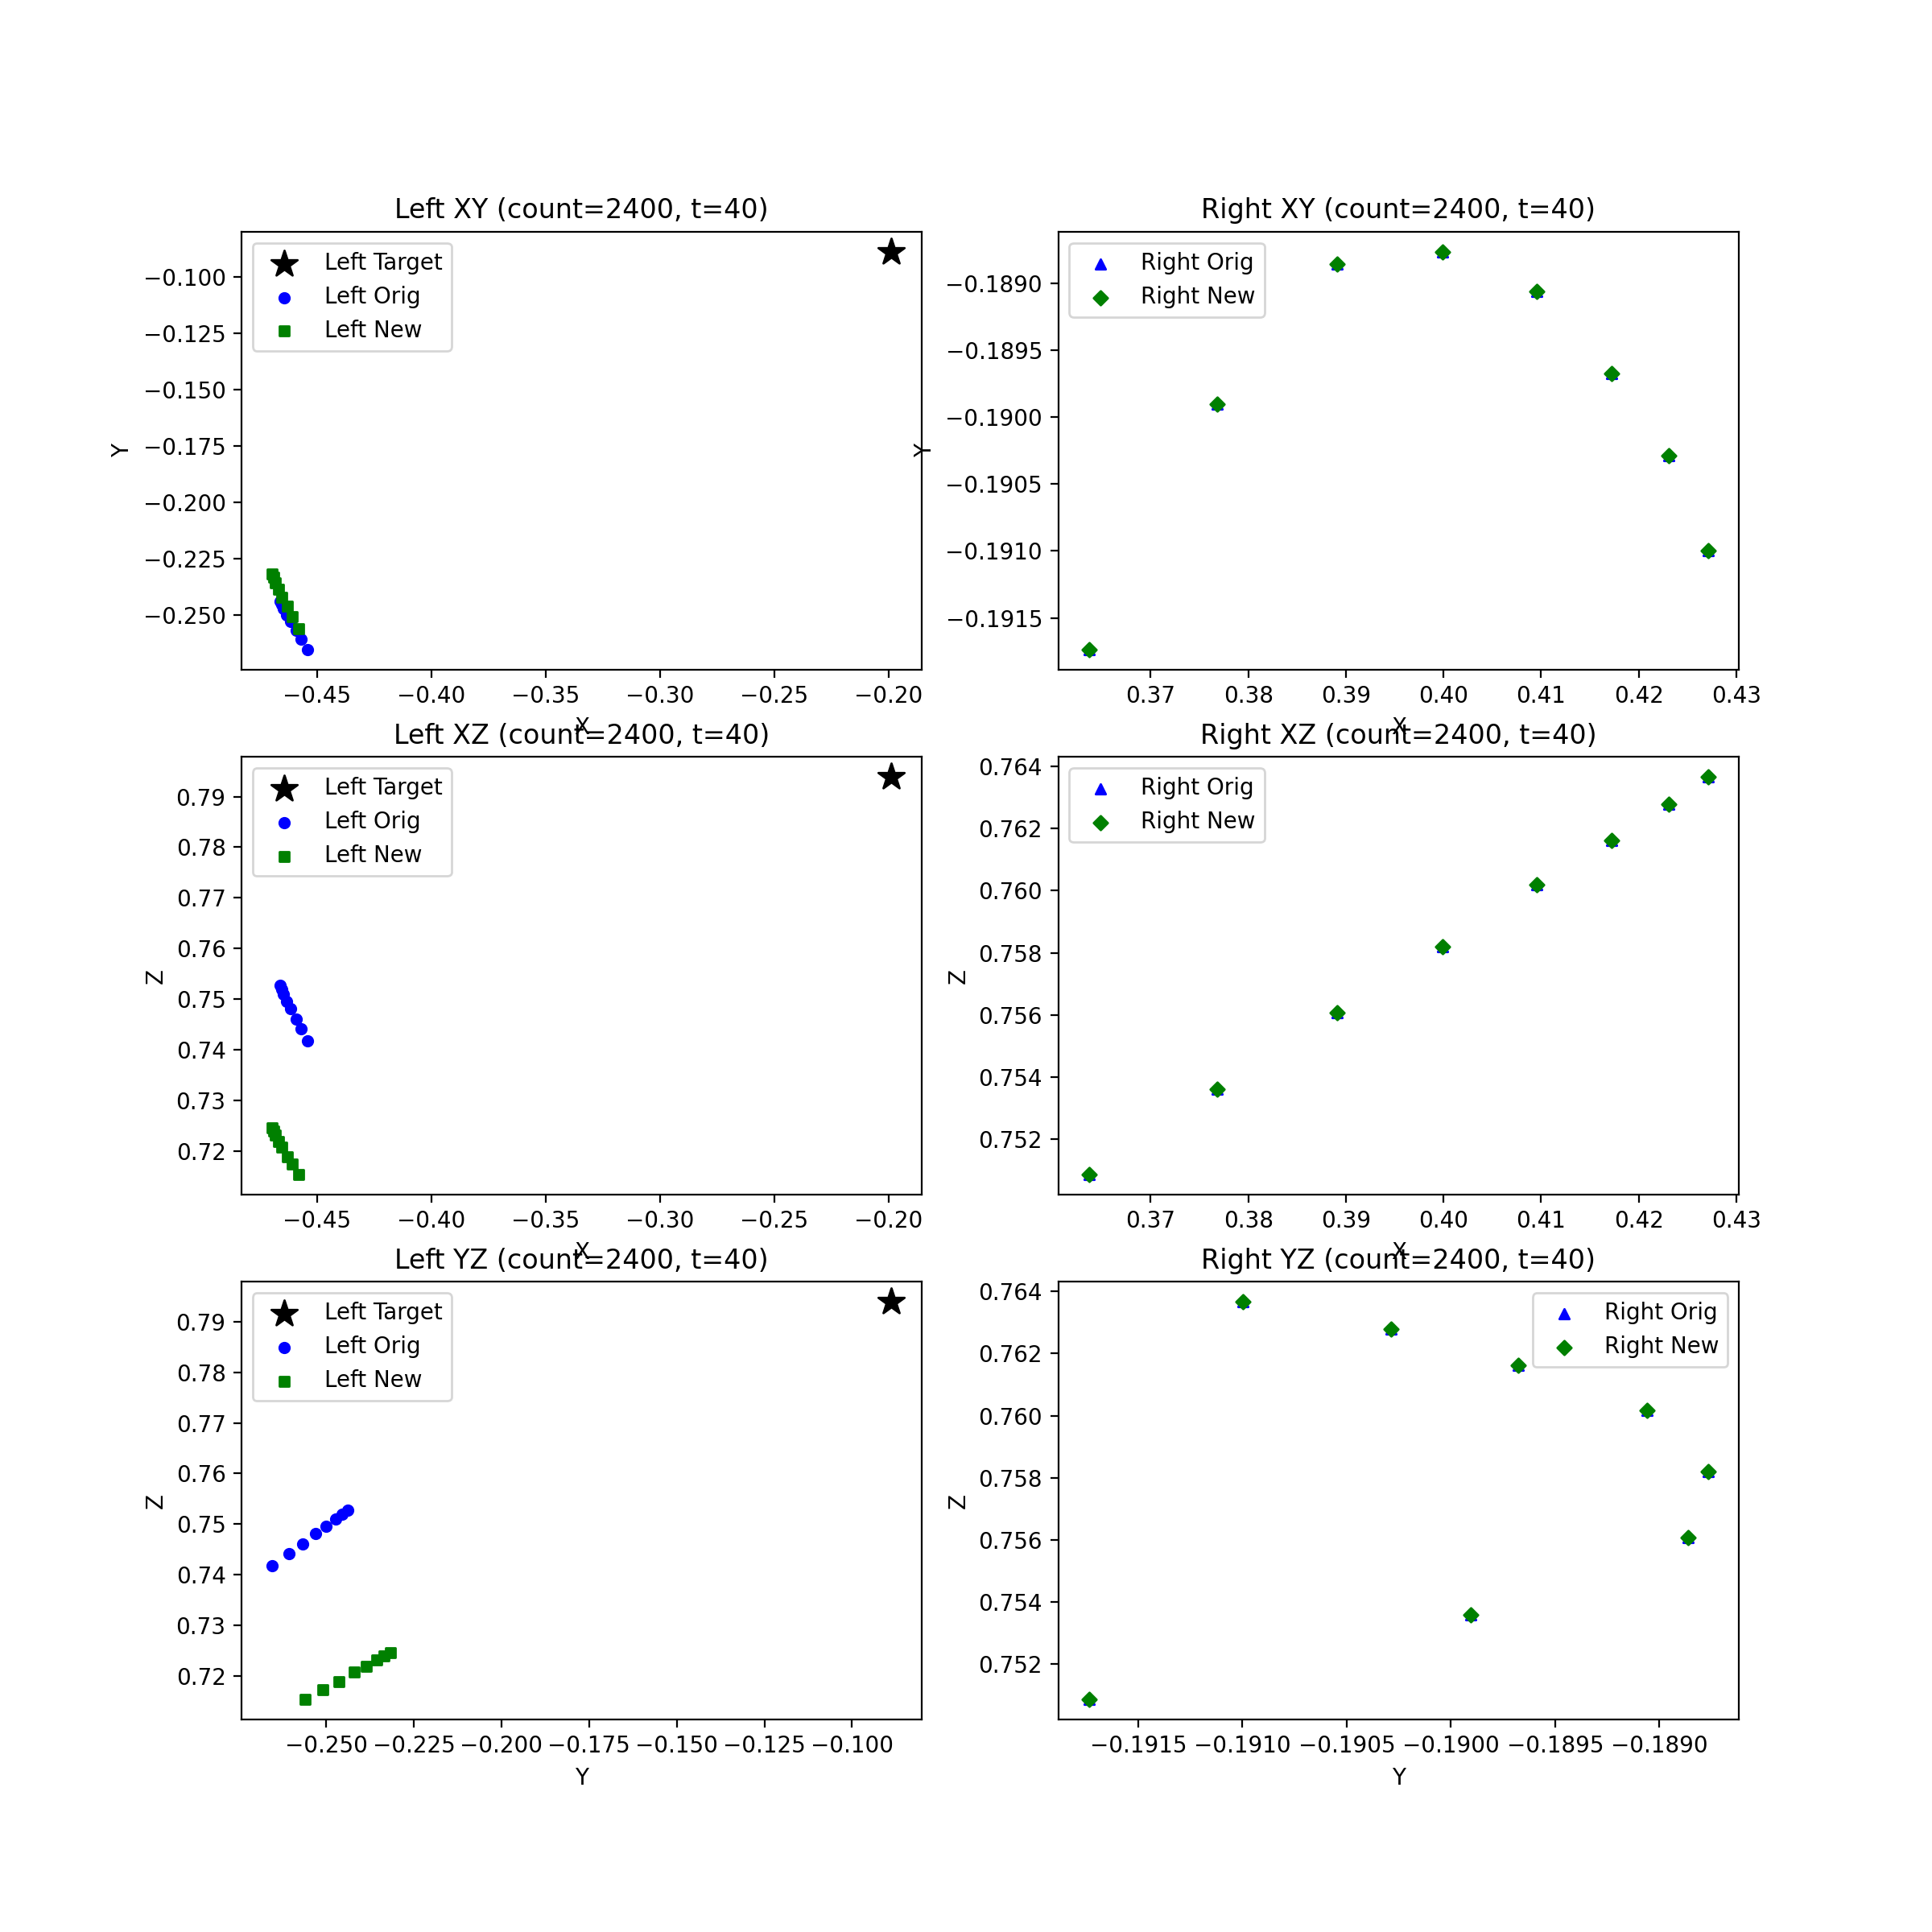 Left XY (count=2400, t=40)
Left Target
Left Orig
Left New
−0.100
−0.125
−0.150
−0.175
−0.200
−0.225
−0.250
Y
−0.45 −0.40 −0.35 −0.30 −0.25 −0.20
X
Right XY (count=2400, t=40)
Right Orig
Right New
−0.1890
−0.1895
−0.1900
−0.1905
−0.1910
−0.1915
Y
0.37 0.38 0.39 0.40 0.41 0.42 0.43
X
Left XZ (count=2400, t=40)
Left Target
Left Orig
Left New
0.79
0.78
0.77
0.76
0.75
0.74
0.73
0.72
Z
−0.45 −0.40 −0.35 −0.30 −0.25 −0.20
X
Right XZ (count=2400, t=40)
Right Orig
Right New
0.764
0.762
0.760
0.758
0.756
0.754
0.752
Z
0.37 0.38 0.39 0.40 0.41 0.42 0.43
X
Left YZ (count=2400, t=40)
Left Target
Left Orig
Left New
0.79
0.78
0.77
0.76
0.75
0.74
0.73
0.72
Z
−0.250 −0.225 −0.200 −0.175 −0.150 −0.125 −0.100
Y
Right YZ (count=2400, t=40)
Right Orig
Right New
0.764
0.762
0.760
0.758
0.756
0.754
0.752
Z
−0.1915 −0.1910 −0.1905 −0.1900 −0.1895 −0.1890
Y